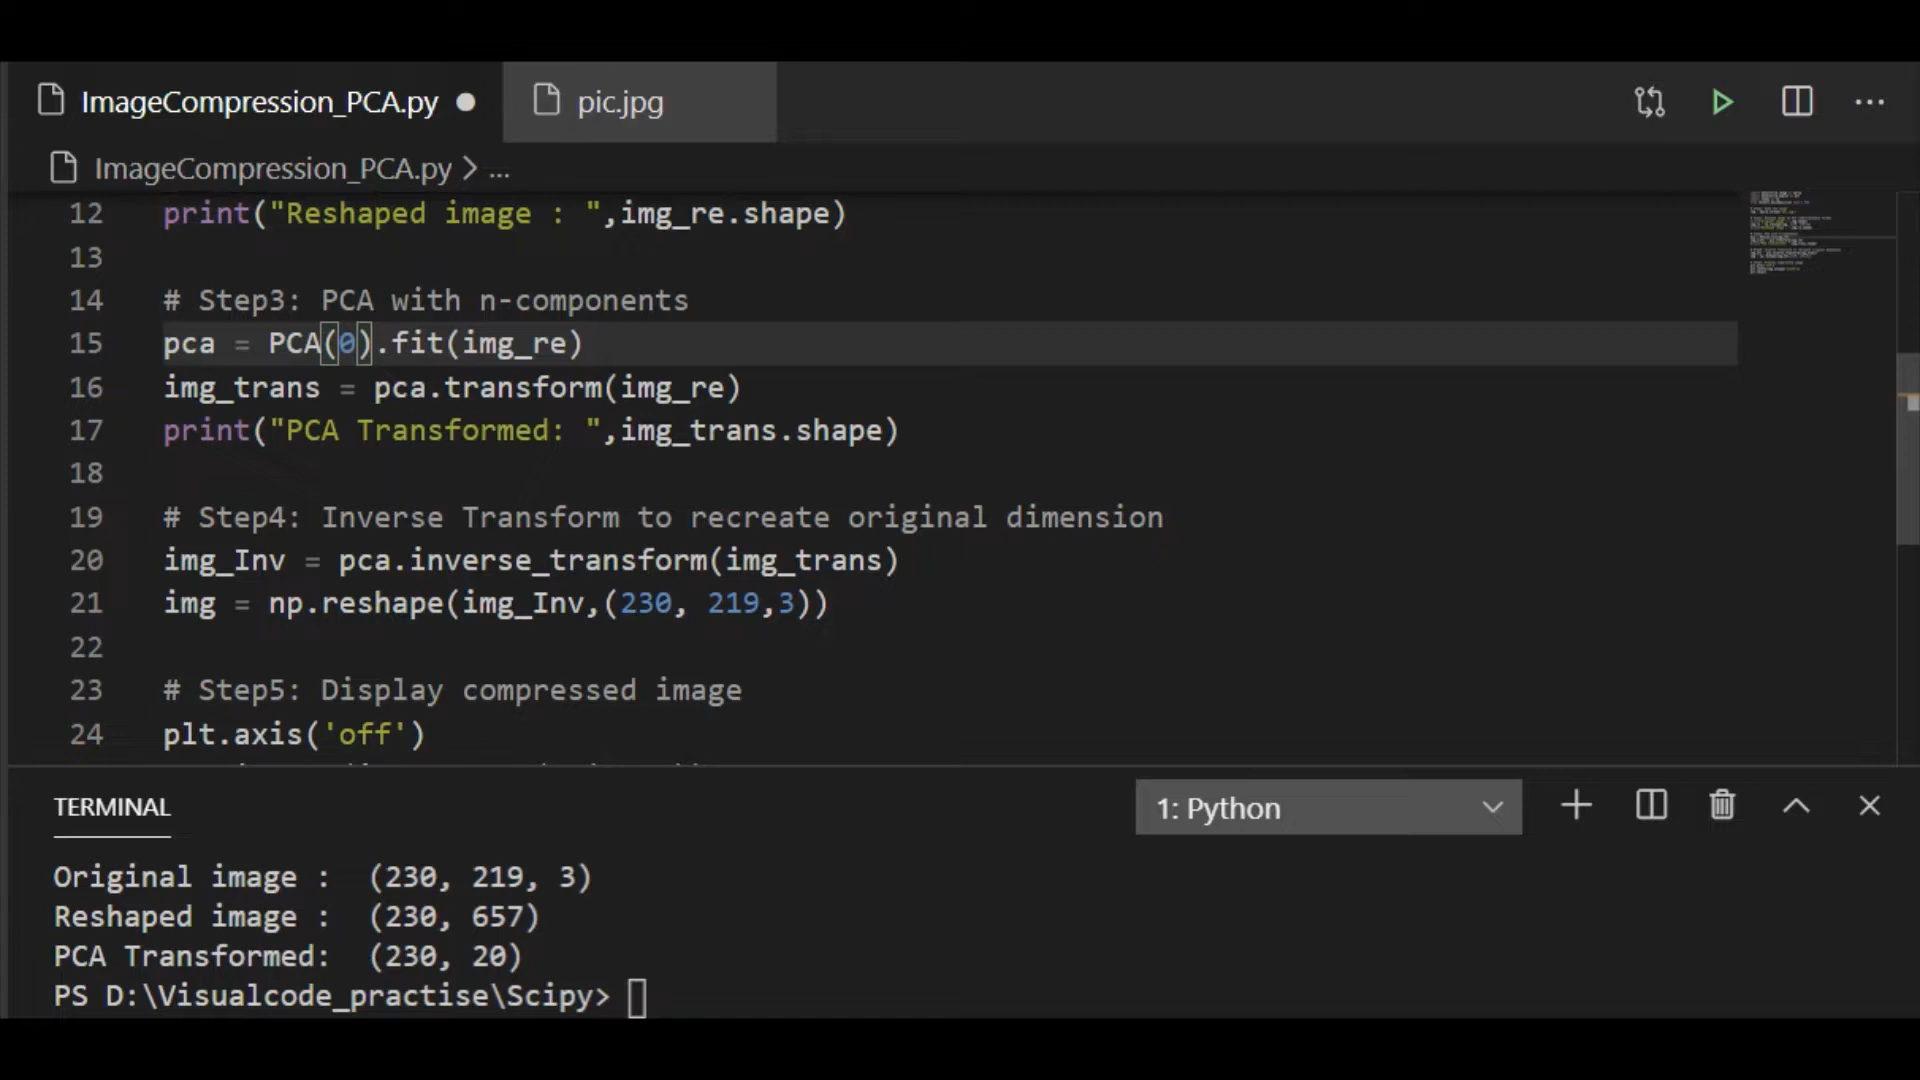 ImageCompression_PCA.py pic.jpg
ImageCompression_PCA.py > ...
12 print("Reshaped image : ",img_re.shape)
13
14 # Step3: PCA with n-components
15 pca = PCA(0).fit(img_re)
16 img_trans = pca.transform(img_re)
17 print("PCA Transformed: ",img_trans.shape)
18
19 # Step4: Inverse Transform to recreate original dimension
20 img_Inv = pca.inverse_transform(img_trans)
21 img = np.reshape(img_Inv,(230, 219,3))
22
23 # Step5: Display compressed image
24 plt.axis('off')
TERMINAL 1: Python
Original image :  (230, 219, 3)
Reshaped image :  (230, 657)
PCA Transformed:  (230, 20)
PS D:\Visualcode_practise\Scipy>